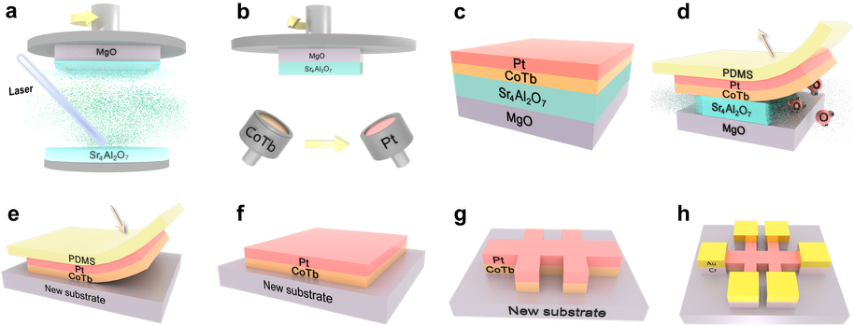 a
MgO
Laser
Sr₄Al₂O₇
b
MgO
Sr₄Al₂O₇
CoTb
Pt
c
Pt
CoTb
Sr₄Al₂O₇
MgO
d
PDMS
Pt
CoTb
Sr₄Al₂O₇
MgO
O
O
e
PDMS
Pt
CoTb
New substrate
f
Pt
CoTb
New substrate
g
Pt
CoTb
New substrate
h
Au
Cr